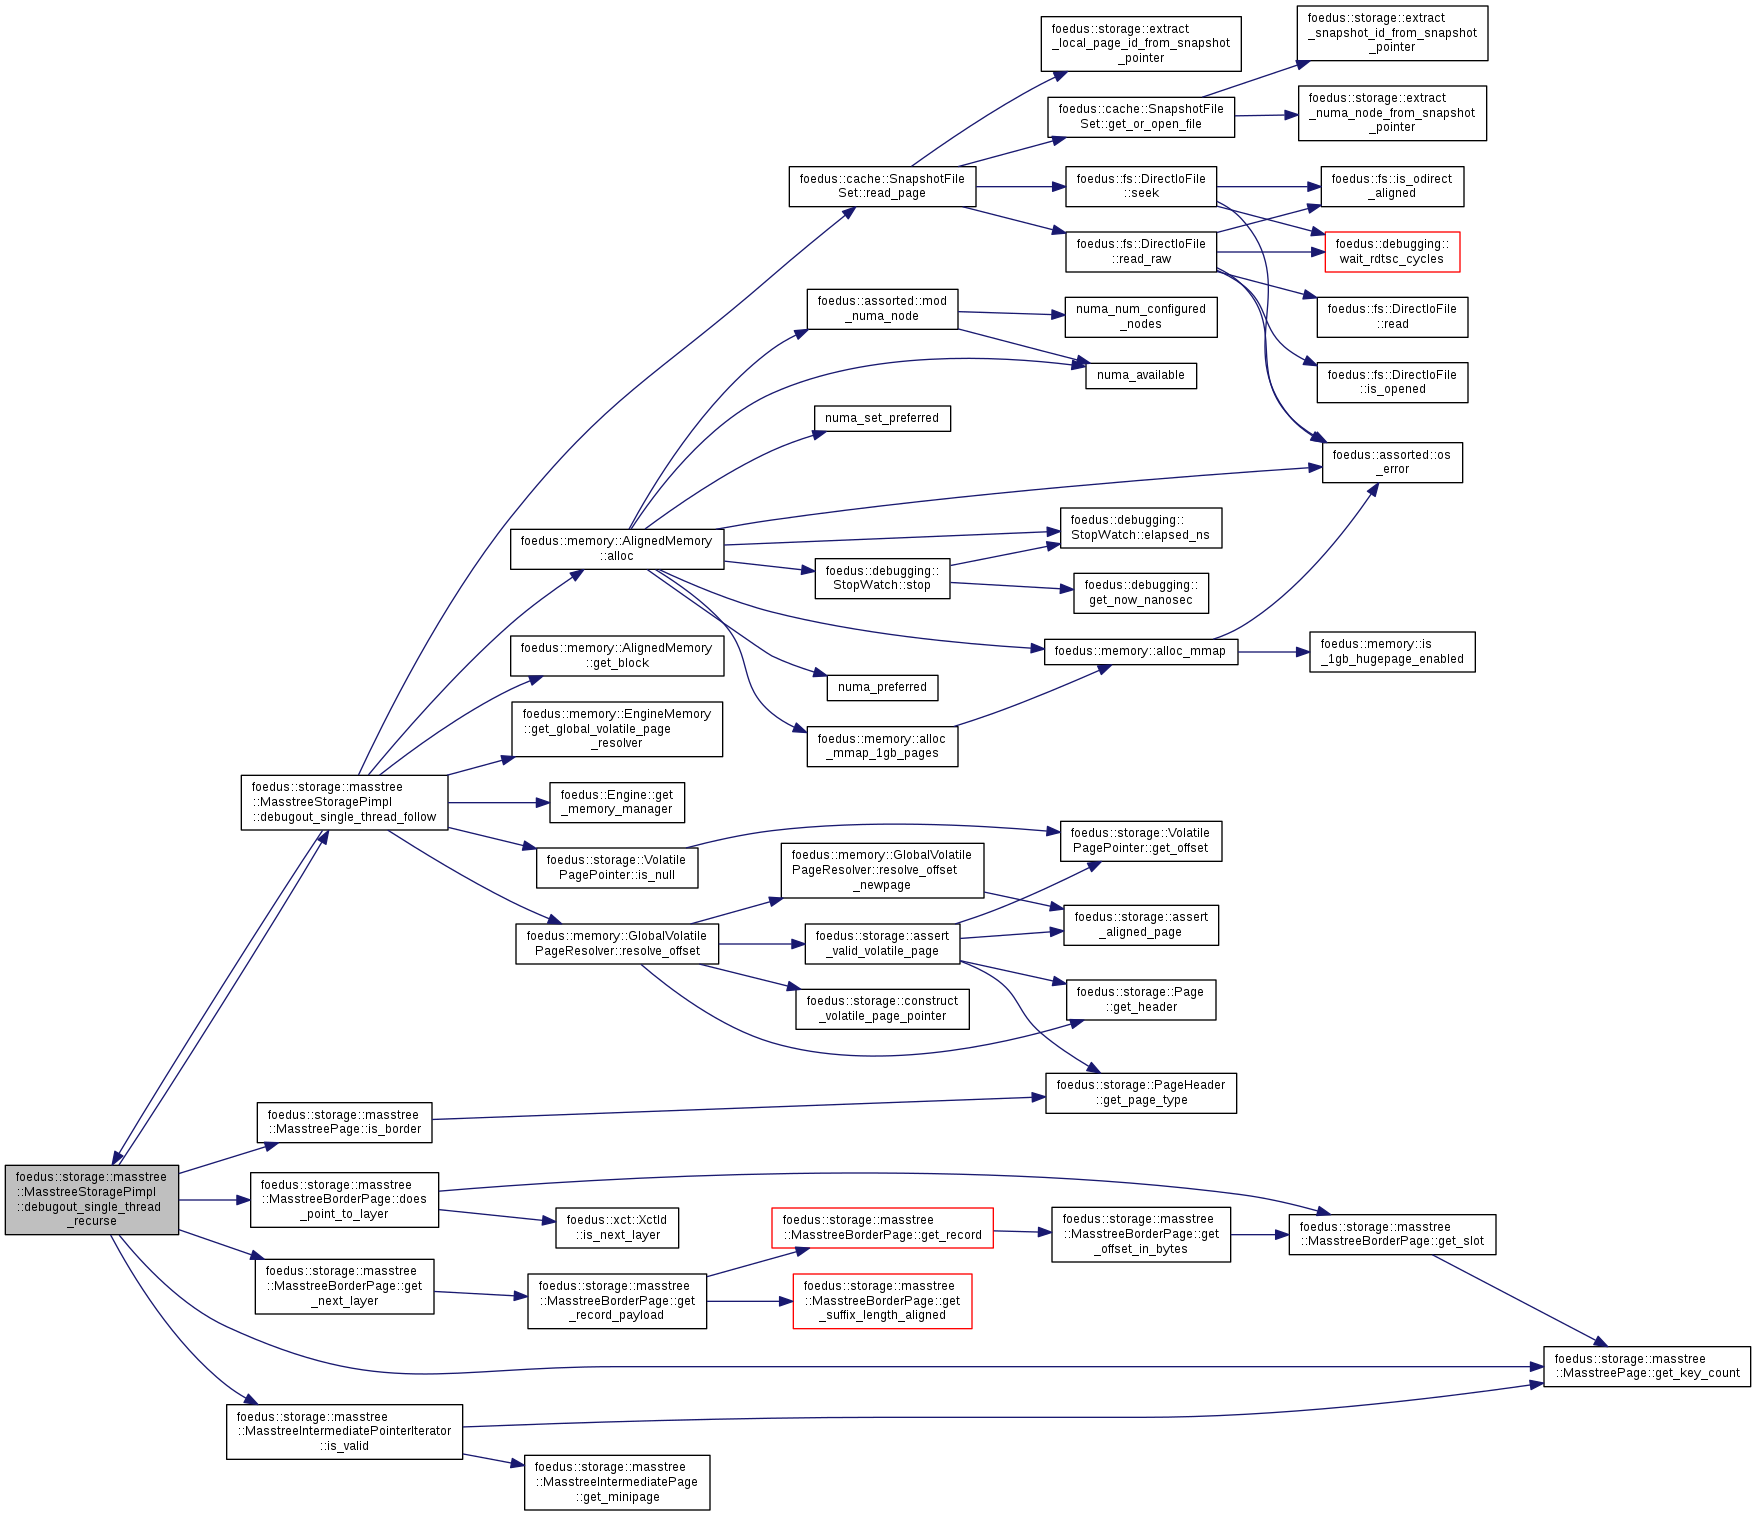 foedus::storage::extract
_local_page_id_from_snapshot
_pointer
foedus::storage::extract
_snapshot_id_from_snapshot
_pointer
foedus::cache::SnapshotFile
Set::get_or_open_file
foedus::storage::extract
_numa_node_from_snapshot
_pointer
foedus::cache::SnapshotFile
Set::read_page
foedus::fs::DirectIoFile
::seek
foedus::fs::is_odirect
_aligned
foedus::fs::DirectIoFile
::read_raw
foedus::debugging::
wait_rdtsc_cycles
foedus::assorted::mod
_numa_node
numa_num_configured
_nodes
foedus::fs::DirectIoFile
::read
numa_available
foedus::fs::DirectIoFile
::is_opened
numa_set_preferred
foedus::assorted::os
_error
foedus::memory::AlignedMemory
::alloc
foedus::debugging::
StopWatch::elapsed_ns
foedus::debugging::
StopWatch::stop
foedus::debugging::
get_now_nanosec
foedus::memory::AlignedMemory
::get_block
foedus::memory::alloc_mmap
foedus::memory::is
_1gb_hugepage_enabled
numa_preferred
foedus::memory::EngineMemory
::get_global_volatile_page
_resolver
foedus::memory::alloc
_mmap_1gb_pages
foedus::storage::masstree
::MasstreeStoragePimpl
::debugout_single_thread_follow
foedus::Engine::get
_memory_manager
foedus::storage::Volatile
PagePointer::is_null
foedus::memory::GlobalVolatile
PageResolver::resolve_offset
_newpage
foedus::storage::Volatile
PagePointer::get_offset
foedus::memory::GlobalVolatile
PageResolver::resolve_offset
foedus::storage::assert
_valid_volatile_page
foedus::storage::assert
_aligned_page
foedus::storage::construct
_volatile_page_pointer
foedus::storage::Page
::get_header
foedus::storage::PageHeader
::get_page_type
foedus::storage::masstree
::MasstreePage::is_border
foedus::storage::masstree
::MasstreeStoragePimpl
::debugout_single_thread
_recurse
foedus::storage::masstree
::MasstreeBorderPage::does
_point_to_layer
foedus::xct::XctId
::is_next_layer
foedus::storage::masstree
::MasstreeBorderPage::get_record
foedus::storage::masstree
::MasstreeBorderPage::get
_offset_in_bytes
foedus::storage::masstree
::MasstreeBorderPage::get_slot
foedus::storage::masstree
::MasstreeBorderPage::get
_next_layer
foedus::storage::masstree
::MasstreeBorderPage::get
_record_payload
foedus::storage::masstree
::MasstreeBorderPage::get
_suffix_length_aligned
foedus::storage::masstree
::MasstreePage::get_key_count
foedus::storage::masstree
::MasstreeIntermediatePointerIterator
::is_valid
foedus::storage::masstree
::MasstreeIntermediatePage
::get_minipage